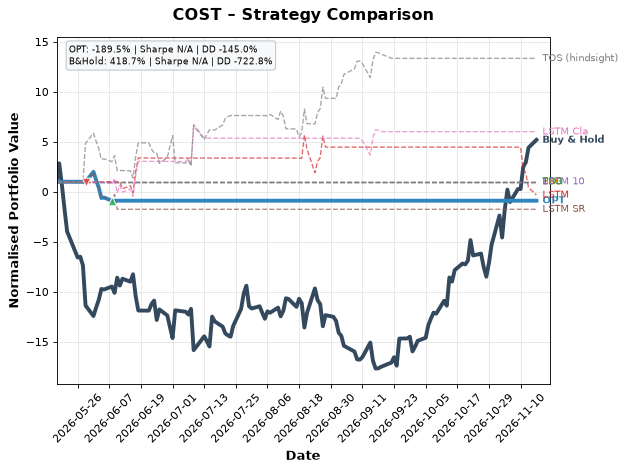 COST – Strategy Comparison
OPT: -189.5% | Sharpe N/A | DD -145.0%
B&Hold: 418.7% | Sharpe N/A | DD -722.8%
15
10
5
0
−5
−10
−15
Normalised Portfolio Value
TOS (hindsight)
LSTM Cla
Buy & Hold
10
LSTM
OPT
LSTM SR
2026-05-26
2026-06-07
2026-06-19
2026-07-01
2026-07-13
2026-07-25
2026-08-06
2026-08-18
2026-08-30
2026-09-11
2026-09-23
2026-10-05
2026-10-17
2026-10-29
2026-11-10
Date